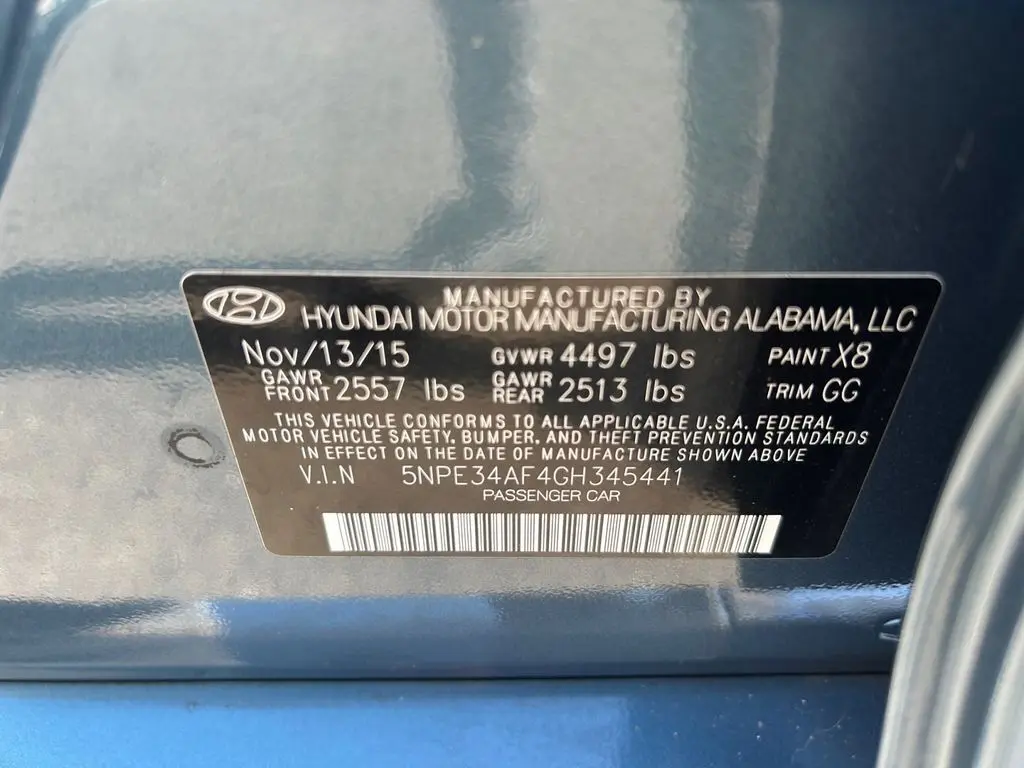 MANUFACTURED BY
HYUNDAI MOTOR MANUFACTURING ALABAMA, LLC
Nov/13/15 GVWR 4497 lbs PAINT X8
GAWR FRONT 2557 lbs GAWR REAR 2513 lbs TRIM GG
THIS VEHICLE CONFORMS TO ALL APPLICABLE U.S.A. FEDERAL
MOTOR VEHICLE SAFETY, BUMPER, AND THEFT PREVENTION STANDARDS
IN EFFECT ON THE DATE OF MANUFACTURE SHOWN ABOVE
V.I.N 5NPE34AF4GH345441
PASSENGER CAR